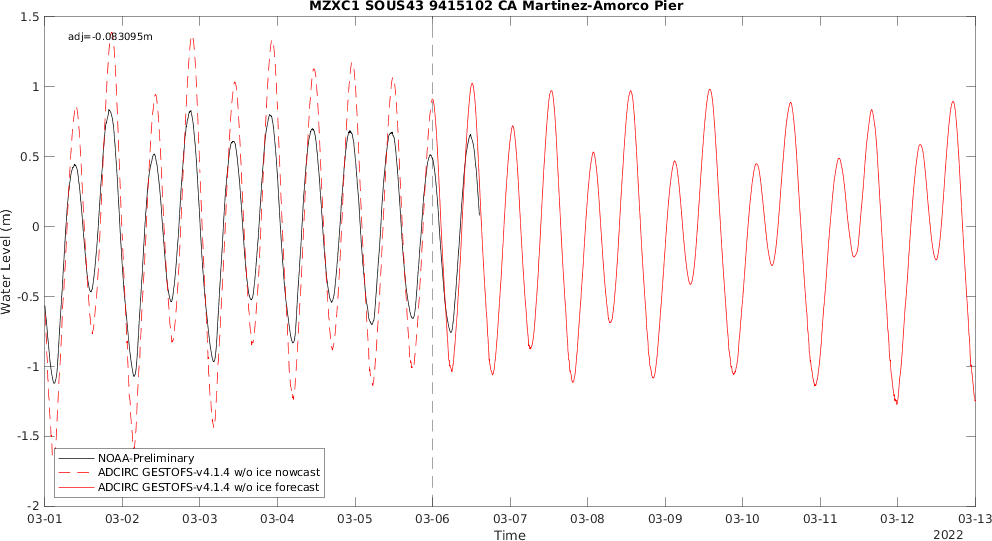 MZXC1 SOUS43 9415102 CA Martinez-Amorco Pier
adj=-0.083095m
1.5
1
0.5
0
-0.5
-1
-1.5
-2
Water Level (m)
NOAA-Preliminary
ADCIRC GESTOFS-v4.1.4 w/o ice nowcast
ADCIRC GESTOFS-v4.1.4 w/o ice forecast
03-01 03-02 03-03 03-04 03-05 03-06 03-07 03-08 03-09 03-10 03-11 03-12 03-13
Time
2022